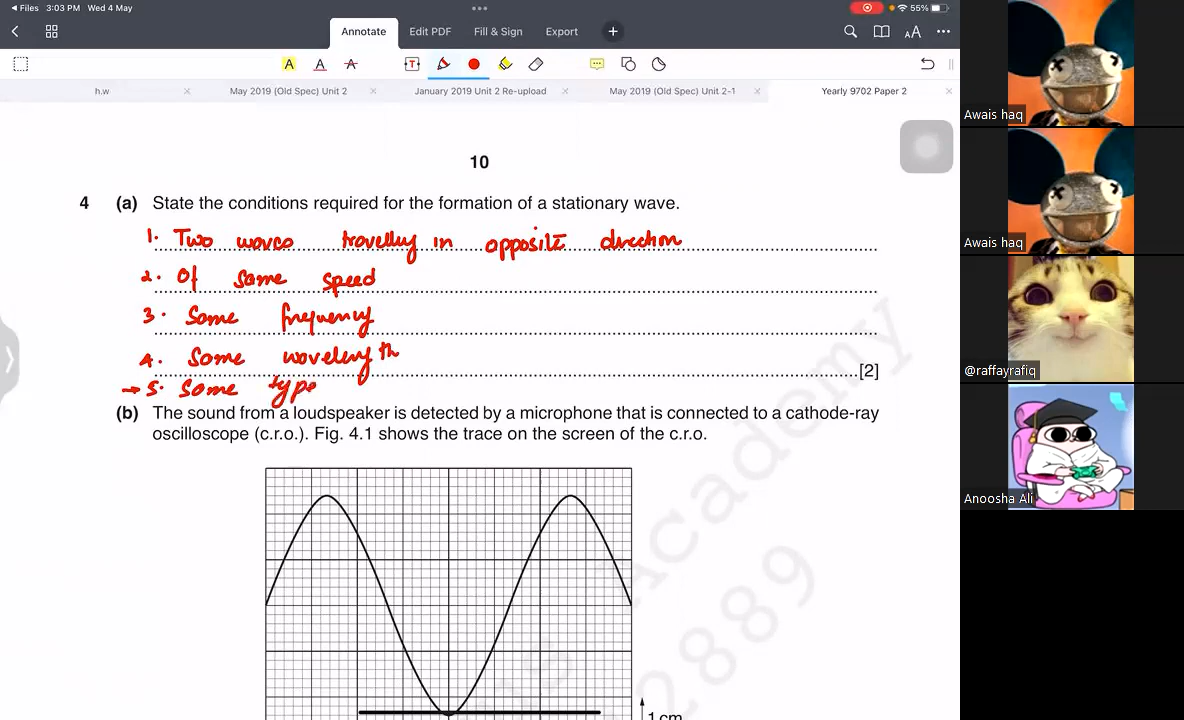 Files 3:03 PM Wed 4 May
55%
Annotate Edit PDF Fill & Sign Export +
AA
A A A T
h.w May 2019 (Old Spec) Unit 2 January 2019 Unit 2 Re-upload May 2019 (Old Spec) Unit 2-1 Yearly 9702 Paper 2
10
4 (a) State the conditions required for the formation of a stationary wave.
1. Two waves travelling in opposite direction
2. Of same speed
3. Same frequency
4. Same wavelength
[2]
→ 5. Same type
(b) The sound from a loudspeaker is detected by a microphone that is connected to a cathode-ray
oscilloscope (c.r.o.). Fig. 4.1 shows the trace on the screen of the c.r.o.
1 cm
Academy
2889
Awais haq
Awais haq
@raffayrafiq
Anoosha Ali